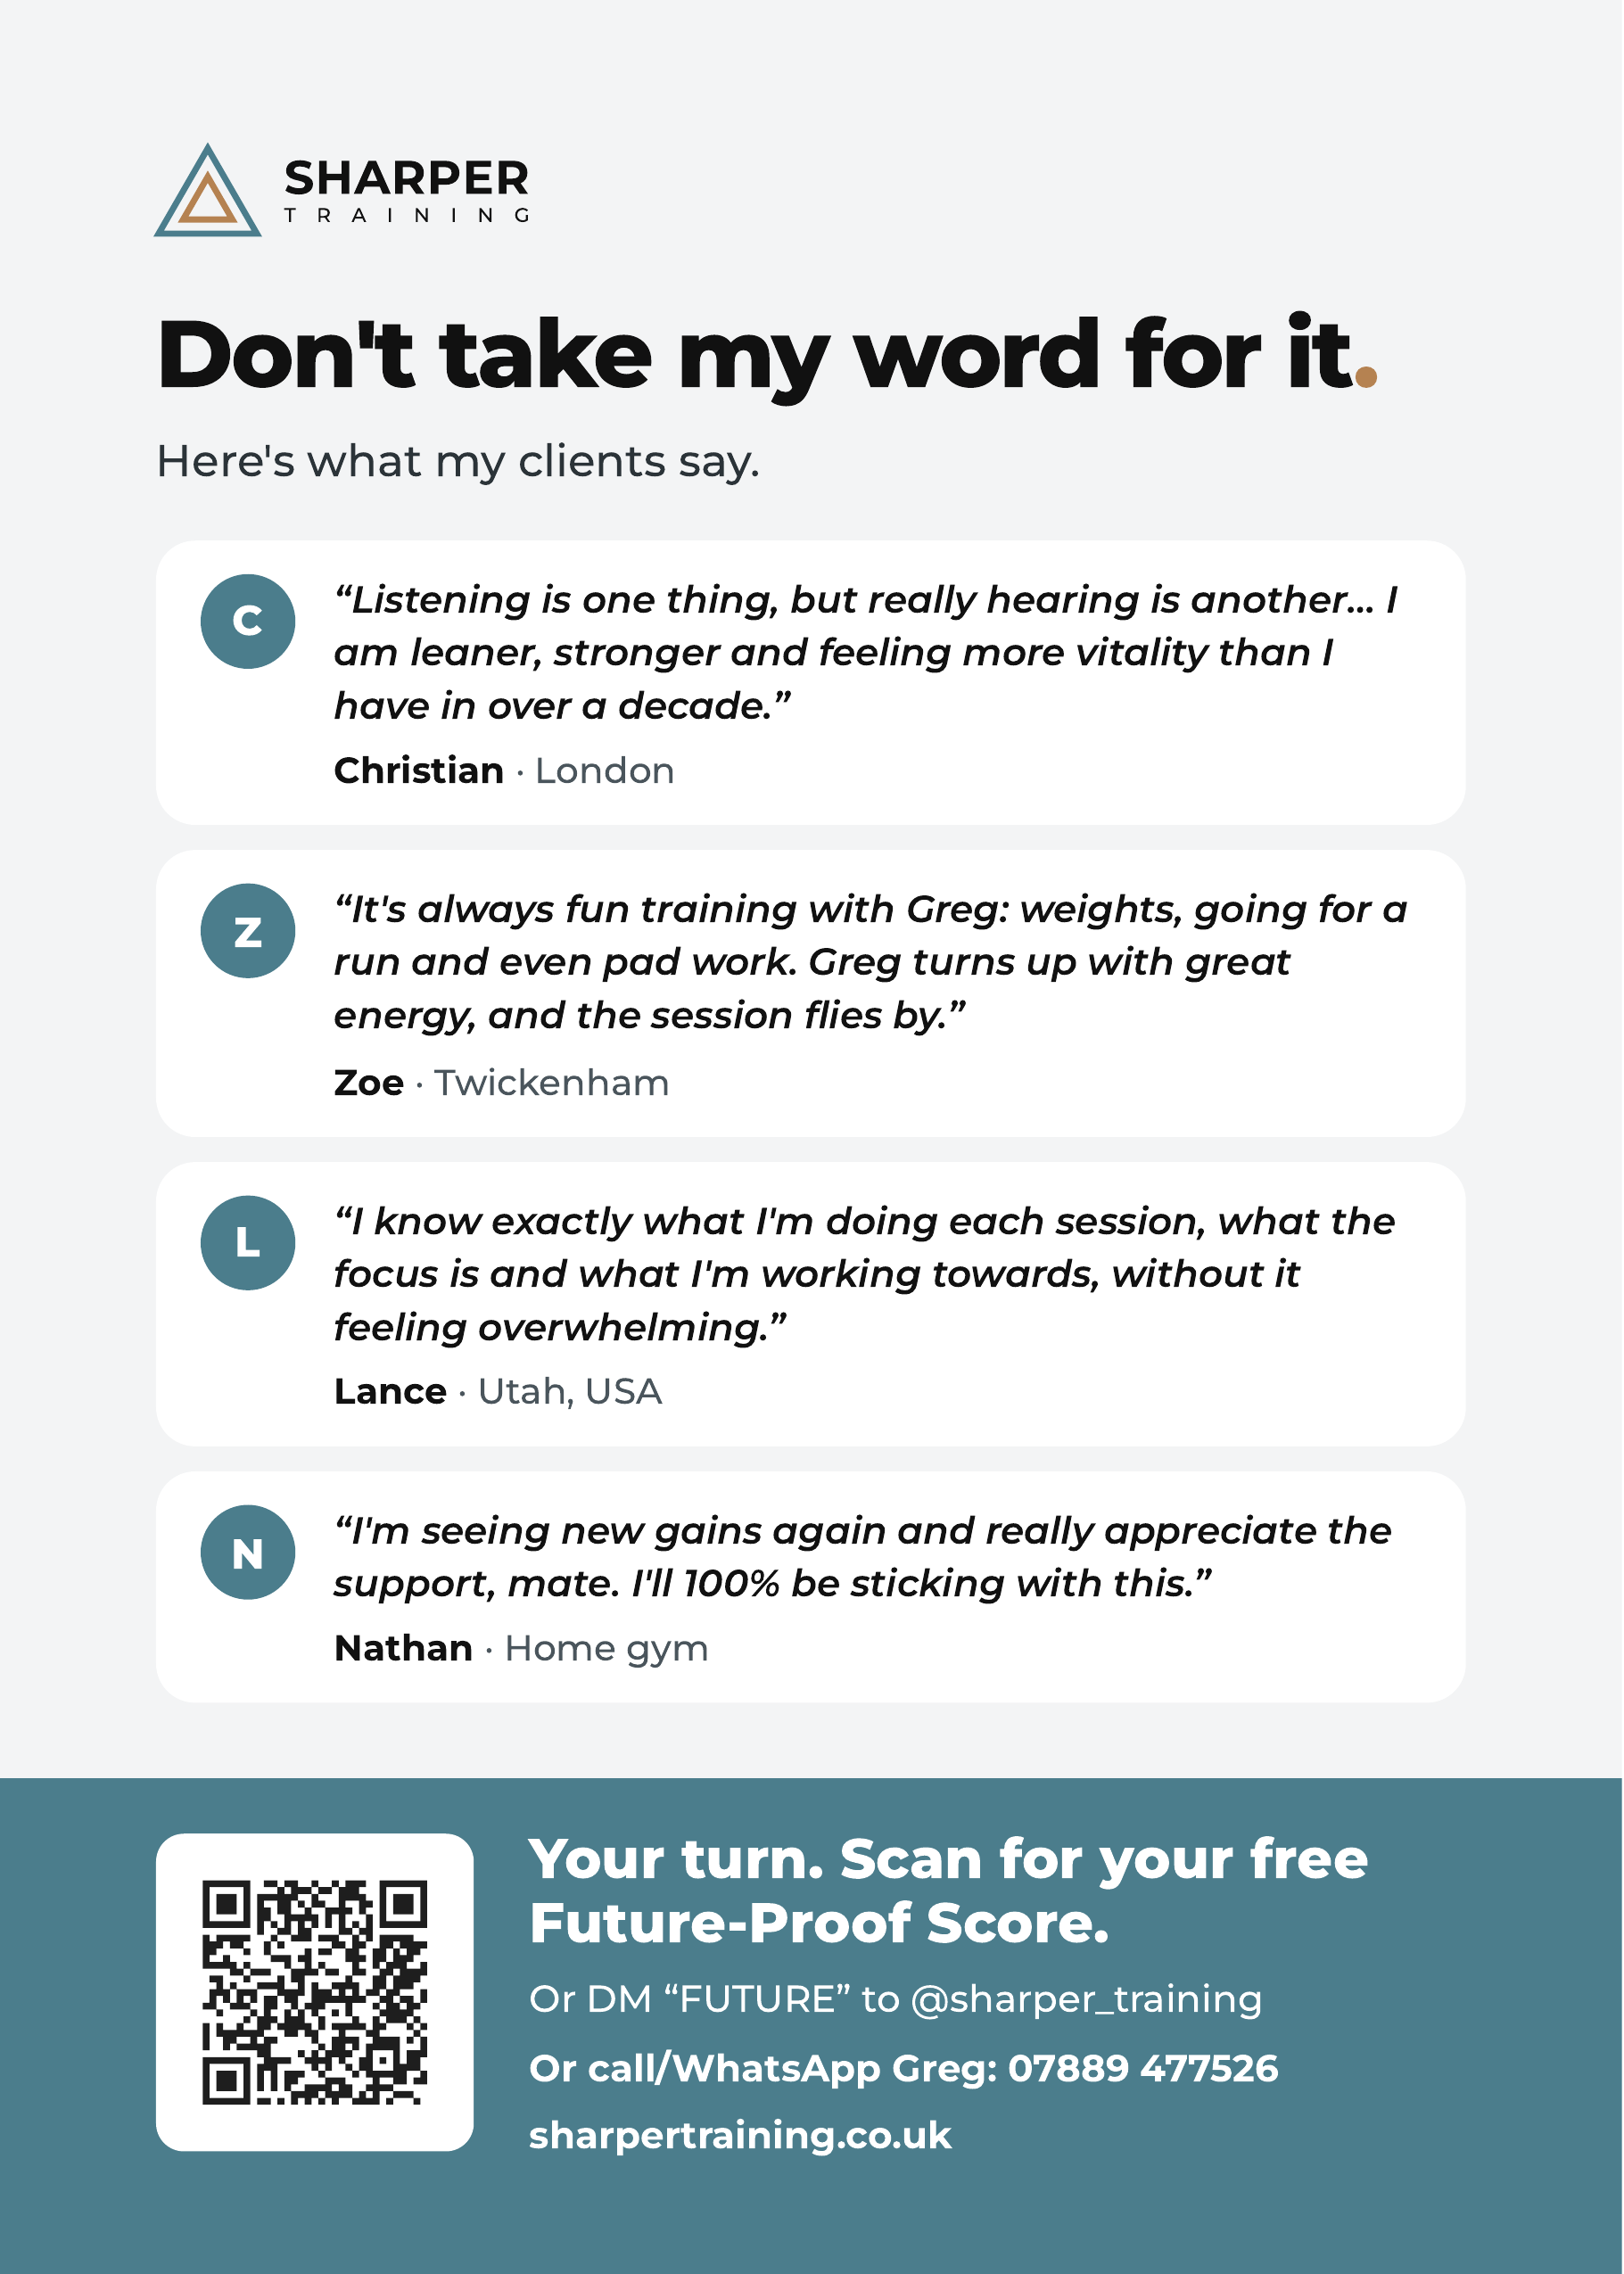 SHARPER
TRAINING
Don't take my word for it.
Here's what my clients say.
C
“Listening is one thing, but really hearing is another... I
am leaner, stronger and feeling more vitality than I
have in over a decade.”
Christian · London
Z
“It's always fun training with Greg: weights, going for a
run and even pad work. Greg turns up with great
energy, and the session flies by.”
Zoe · Twickenham
L
“I know exactly what I'm doing each session, what the
focus is and what I'm working towards, without it
feeling overwhelming.”
Lance · Utah, USA
N
“I'm seeing new gains again and really appreciate the
support, mate. I'll 100% be sticking with this.”
Nathan · Home gym
Your turn. Scan for your free
Future-Proof Score.
Or DM “FUTURE” to @sharper_training
Or call/WhatsApp Greg: 07889 477526
sharpertraining.co.uk